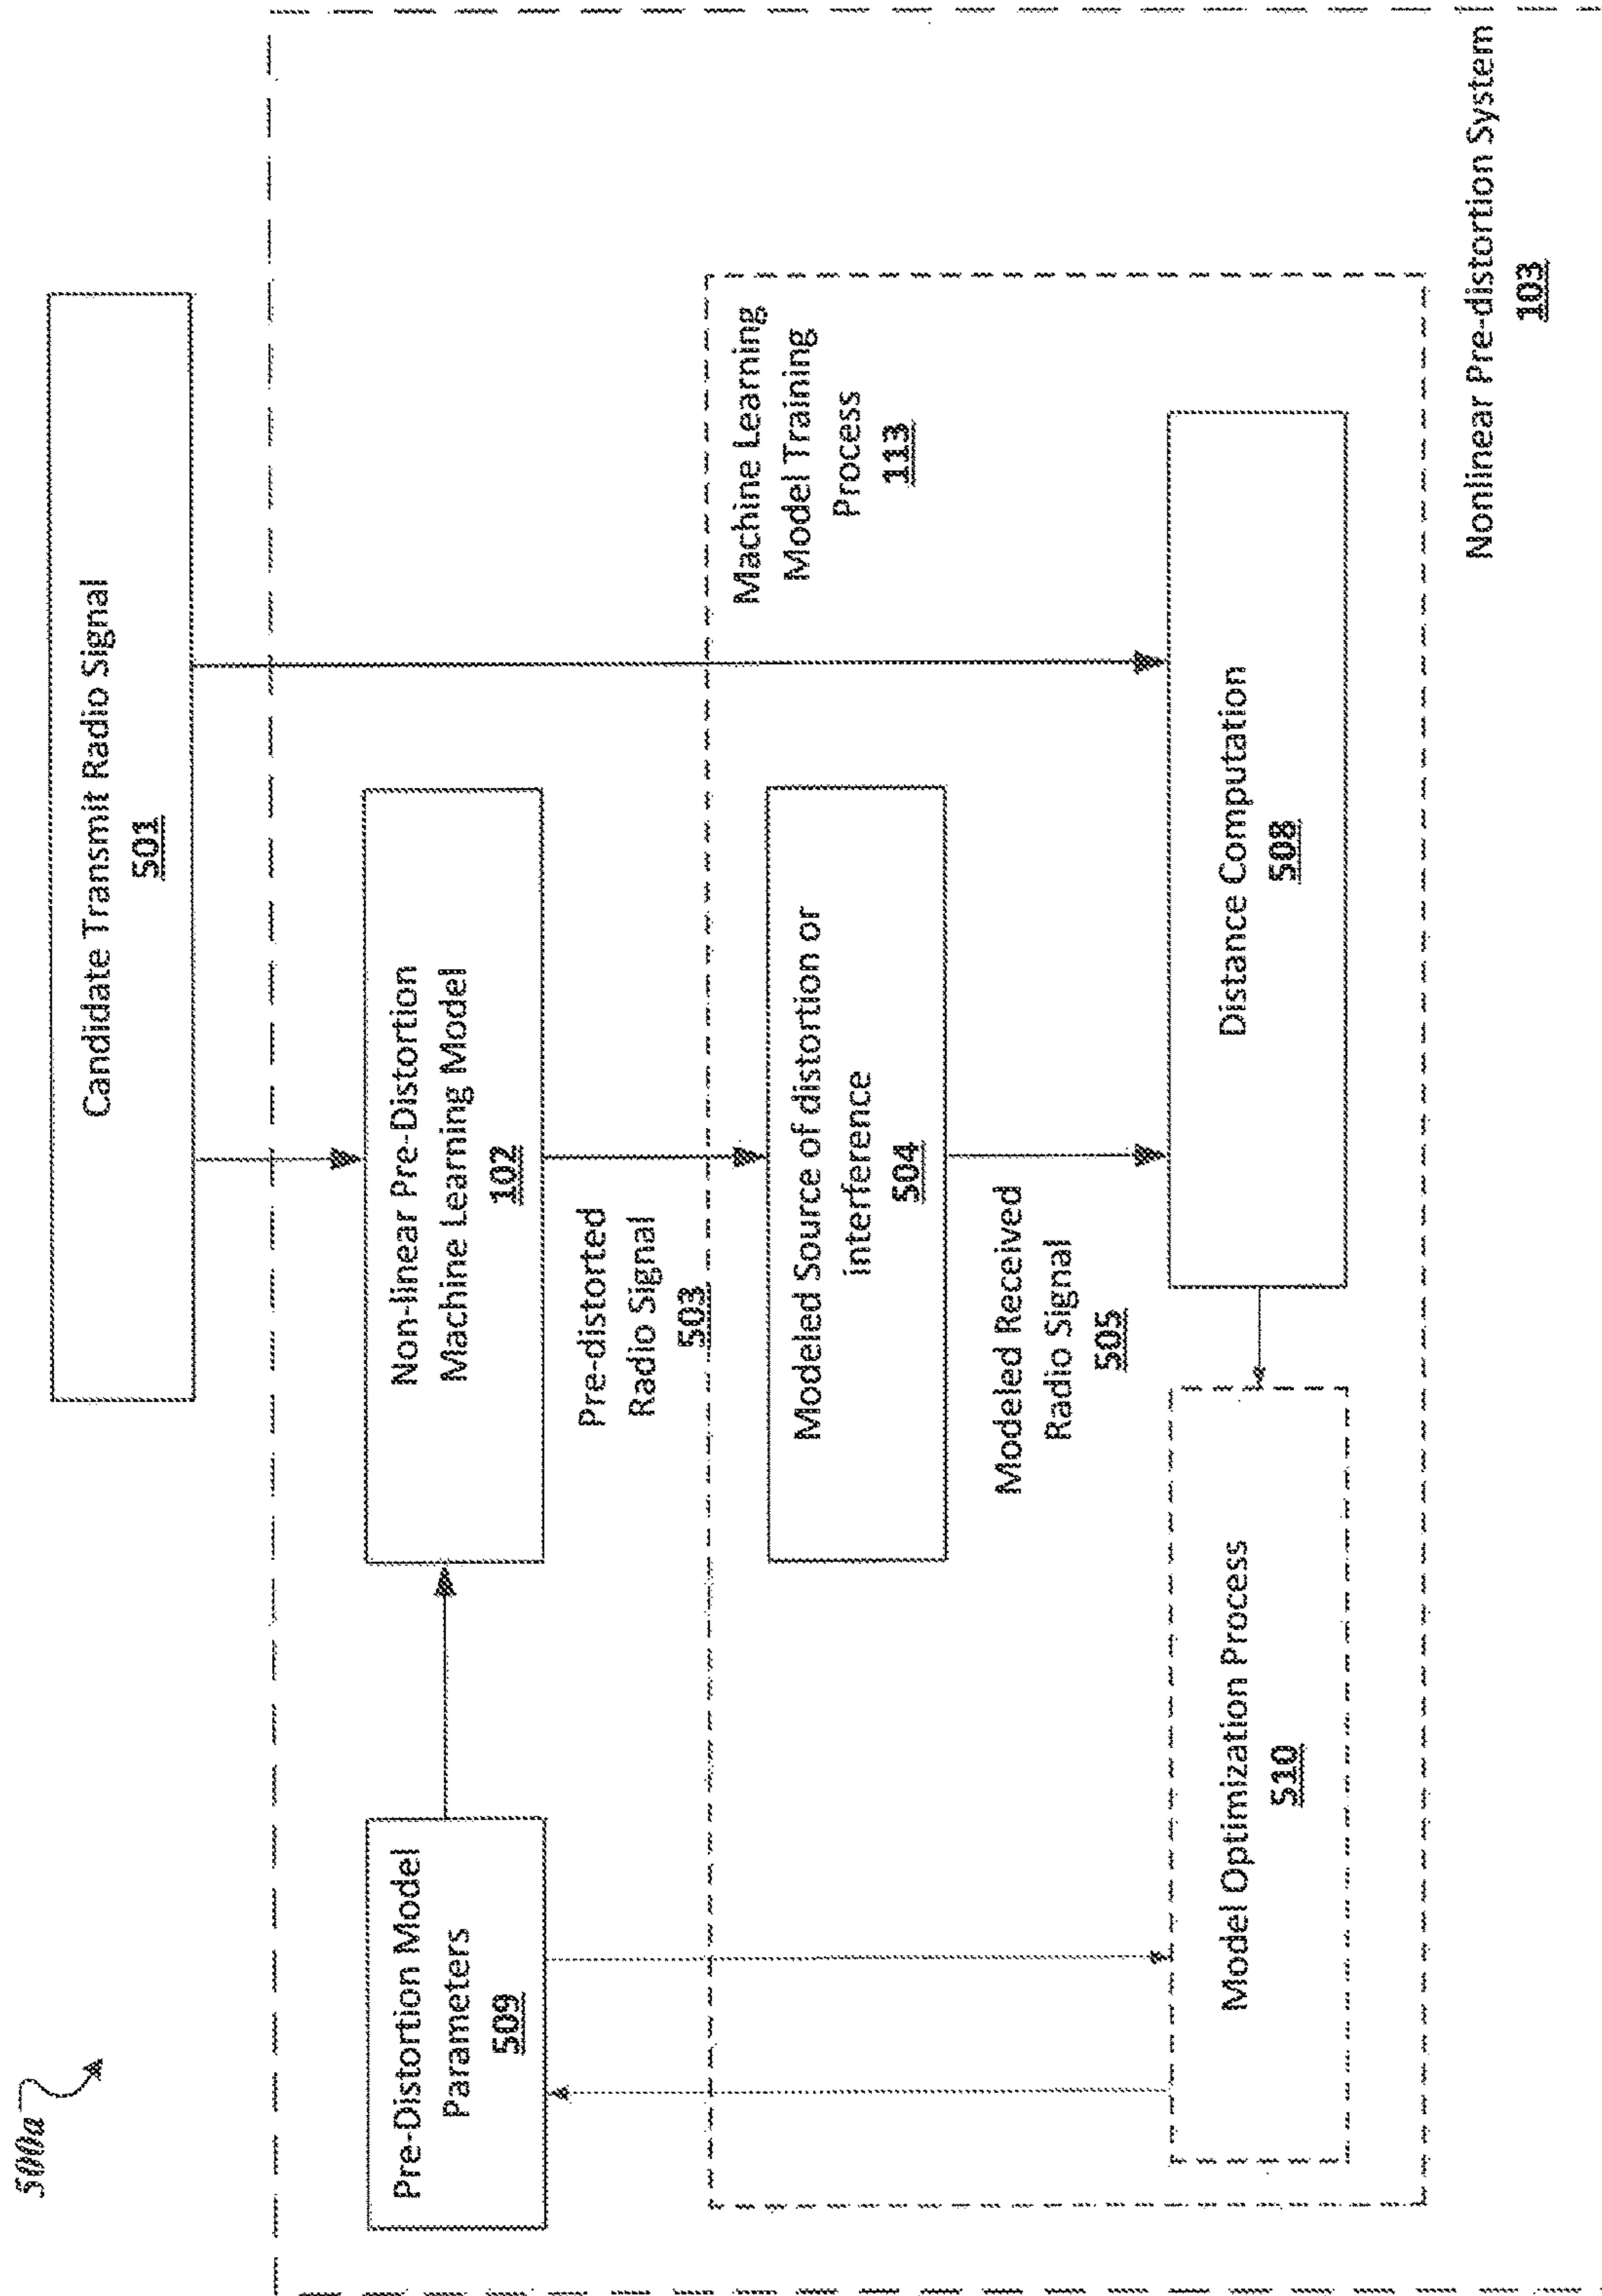 500a
Candidate Transmit Radio Signal
501
Pre-Distortion Model
Parameters
509
Non-linear Pre-Distortion
Machine Learning Model
102
Pre-distorted
Radio Signal
503
Machine Learning
Model Training
Process
113
Modeled Source of distortion or
interference
504
Modeled Received
Radio Signal
505
Model Optimization Process
510
Distance Computation
508
Nonlinear Pre-distortion System
103